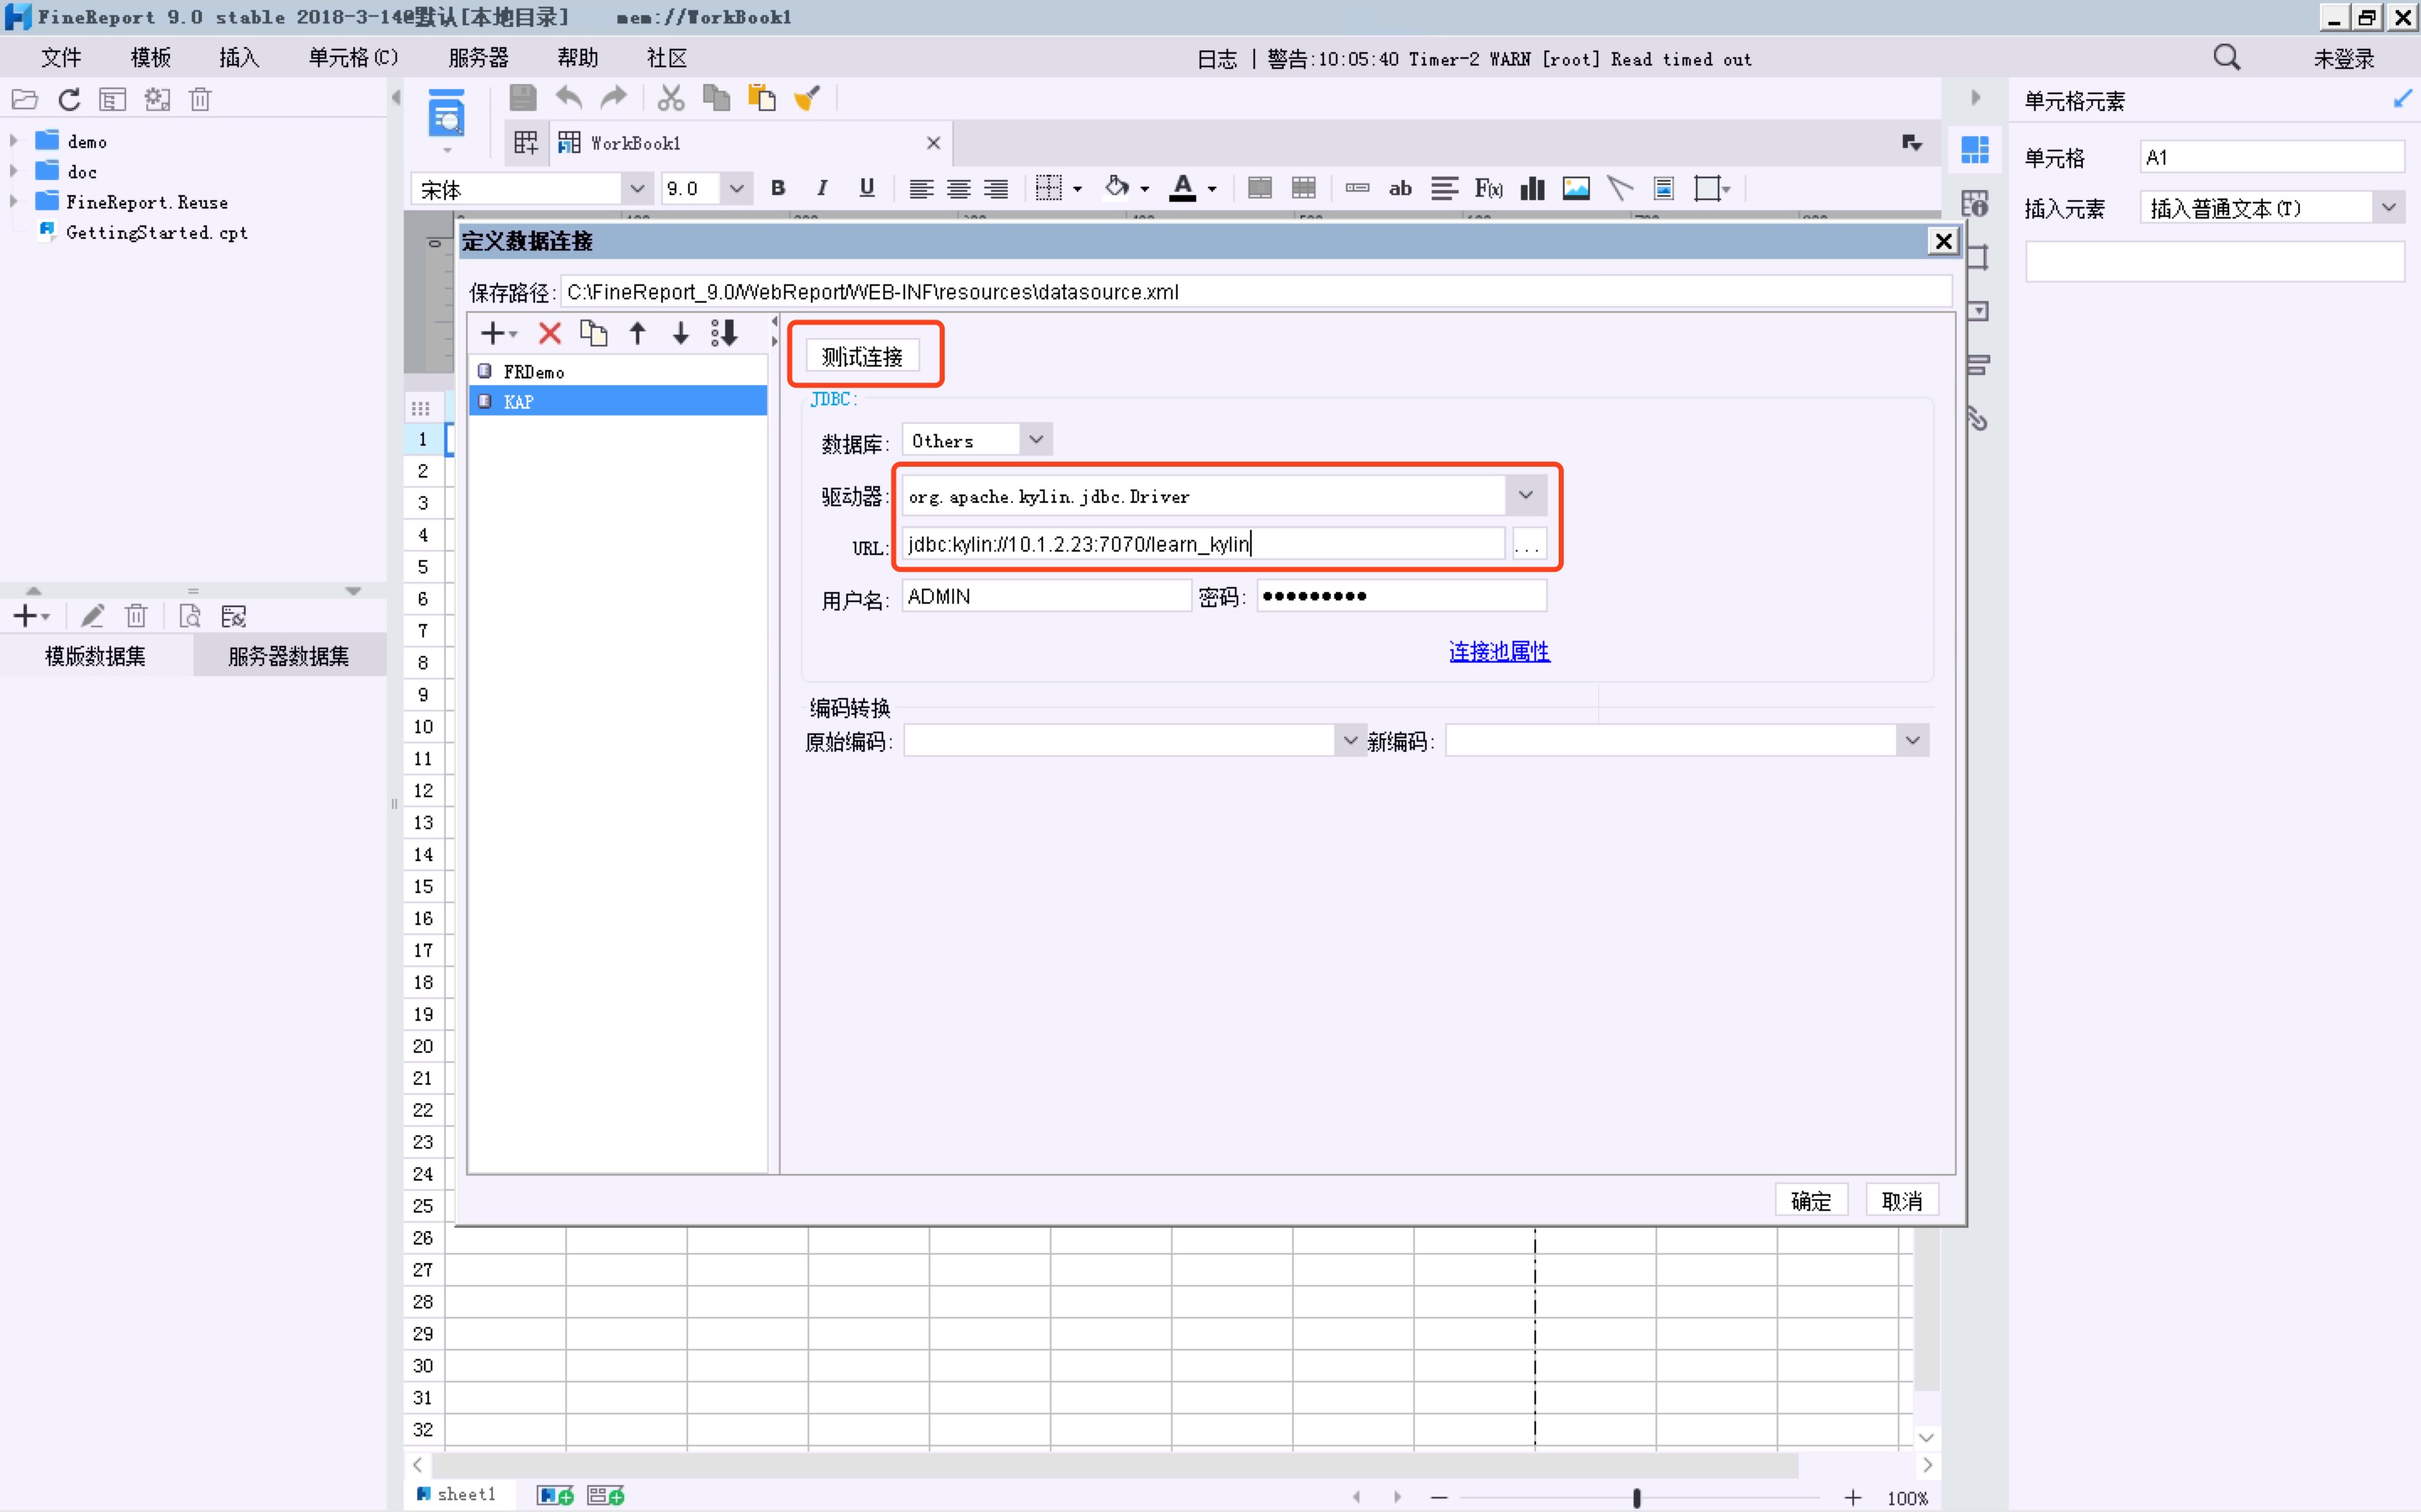 FineReport 9.0 stable 2018-3-14@默认[本地目录] mem://WorkBook1
文件 模板 插入 单元格(C) 服务器 帮助 社区 日志 | 警告:10:05:40 Timer-2 WARN [root] Read timed out 未登录
demo
doc
FineReport.Reuse
GettingStarted.cpt
模版数据集 服务器数据集
WorkBook1
宋体 9.0 B I U A ab F(x)
定义数据连接
保存路径: C:\FineReport_9.0\WebReport\WEB-INF\resources\datasource.xml
FRDemo
KAP
测试连接
JDBC:
数据库: Others
驱动器: org.apache.kylin.jdbc.Driver
URL: jdbc:kylin://10.1.2.23:7070/learn_kylin ...
用户名: ADMIN 密码: ●●●●●●●●●
连接池属性
编码转换
原始编码: 新编码:
确定 取消
1
2
3
4
5
6
7
8
9
10
11
12
13
14
15
16
17
18
19
20
21
22
23
24
25
26
27
28
29
30
31
32
sheet1 100%
单元格元素
单元格 A1
插入元素 插入普通文本(T)